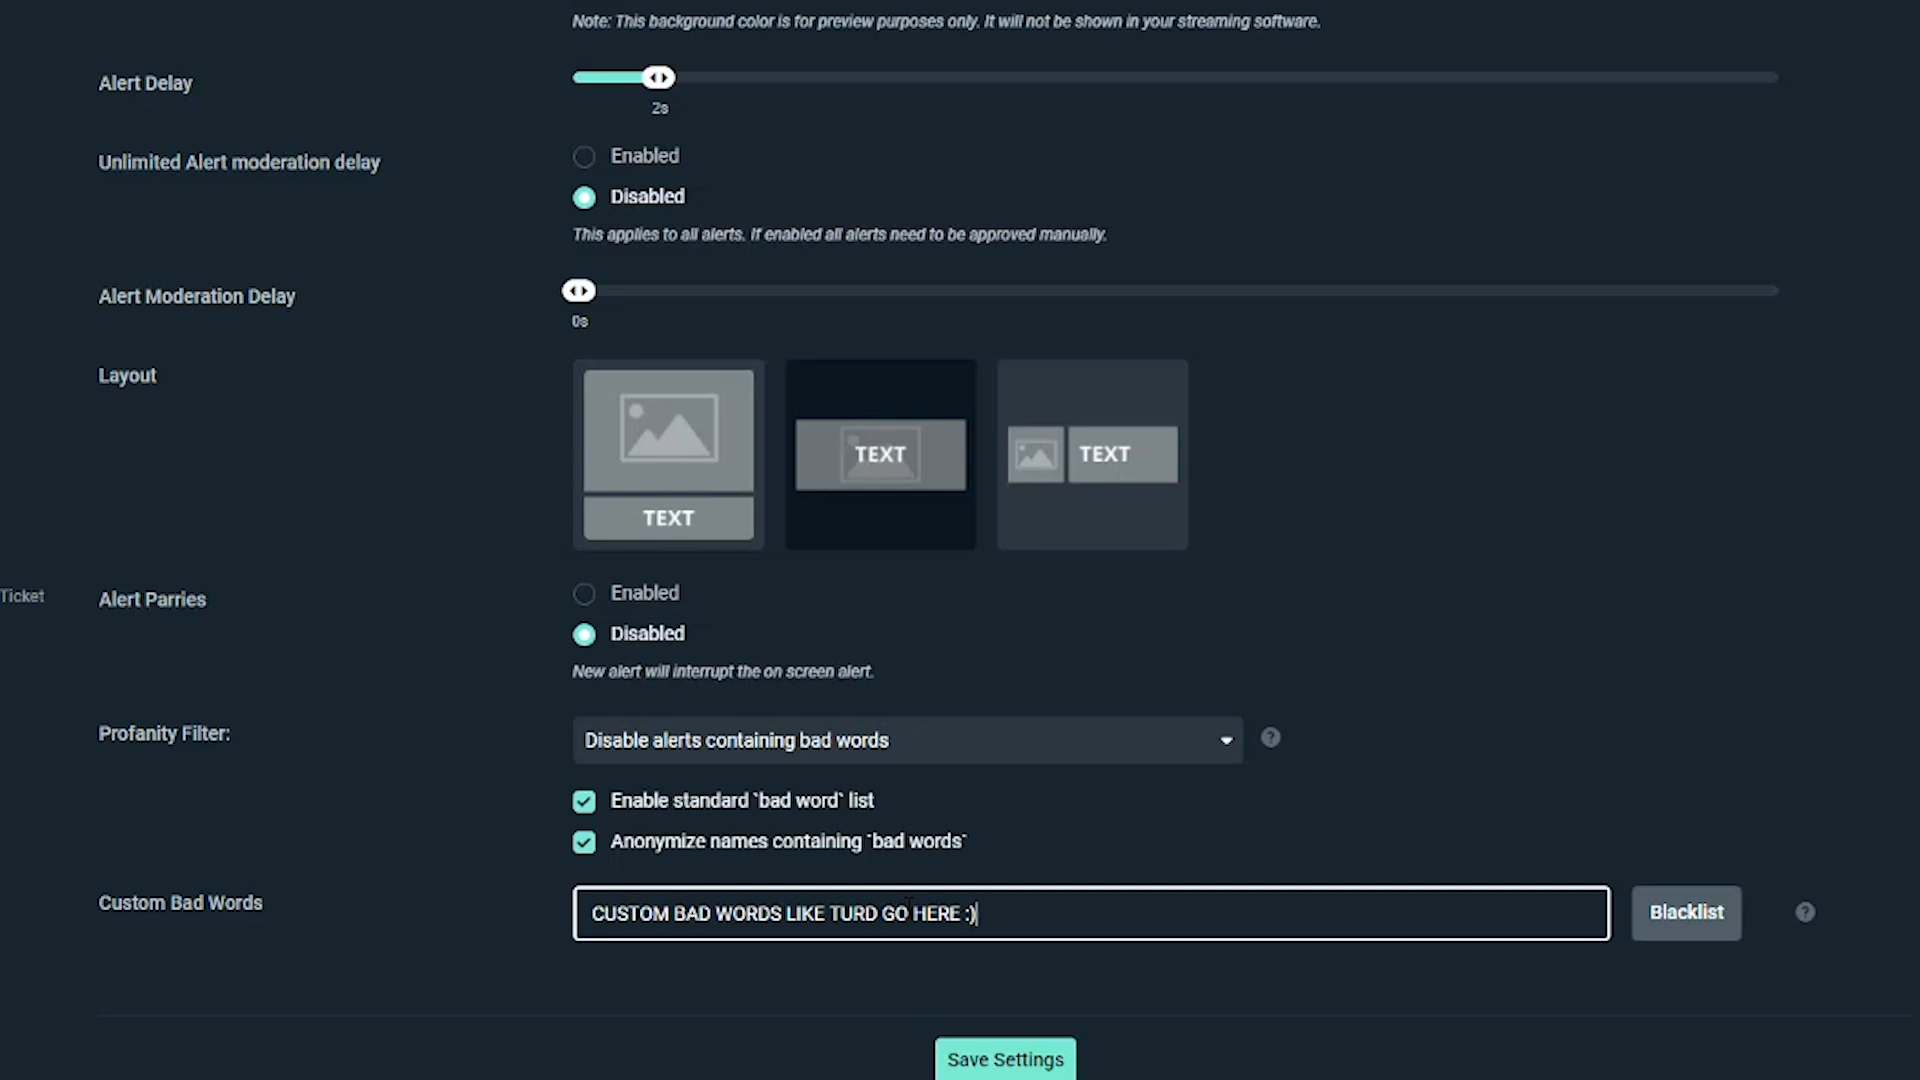 Note: This background color is for preview purposes only. It will not be shown in your streaming software.
Alert Delay
2s
Unlimited Alert moderation delay
Enabled
Disabled
This applies to all alerts. If enabled all alerts need to be approved manually.
Alert Moderation Delay
0s
Layout
TEXT
TEXT
TEXT
Ticket
Alert Parries
Enabled
Disabled
New alert will interrupt the on screen alert.
Profanity Filter:
Disable alerts containing bad words
?
Enable standard `bad word` list
Anonymize names containing `bad words`
Custom Bad Words
CUSTOM BAD WORDS LIKE TURD GO HERE :)
Blacklist
?
Save Settings